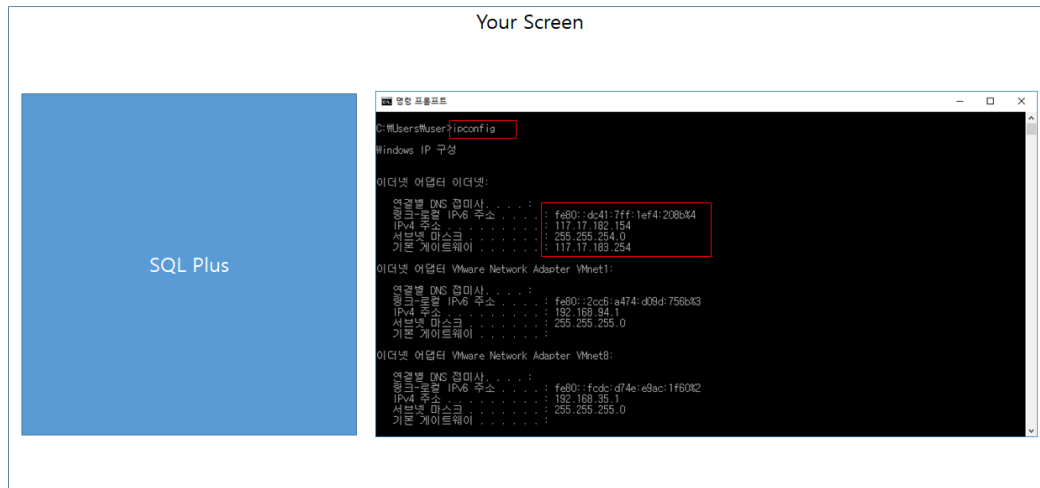 Your Screen
SQL Plus
명령 프롬프트
C:₩Users₩user>ipconfig
Windows IP 구성
이더넷 어댑터 이더넷:
연결별 DNS 접미사. . . . :
링크-로컬 IPv6 주소 . . . . : fe80::dc41:7ff:1ef4:208b%4
IPv4 주소 . . . . . . . . . : 117.17.182.154
서브넷 마스크 . . . . . . . : 255.255.254.0
기본 게이트웨이 . . . . . . : 117.17.183.254
이더넷 어댑터 VMware Network Adapter VMnet1:
연결별 DNS 접미사. . . . :
링크-로컬 IPv6 주소 . . . . : fe80::2cc6:a474:d09d:756b%3
IPv4 주소 . . . . . . . . . : 192.168.94.1
서브넷 마스크 . . . . . . . : 255.255.255.0
기본 게이트웨이 . . . . . . :
이더넷 어댑터 VMware Network Adapter VMnet8:
연결별 DNS 접미사. . . . :
링크-로컬 IPv6 주소 . . . . : fe80::fcdc:d74e:e9ac:1f60%2
IPv4 주소 . . . . . . . . . : 192.168.35.1
서브넷 마스크 . . . . . . . : 255.255.255.0
기본 게이트웨이 . . . . . . :